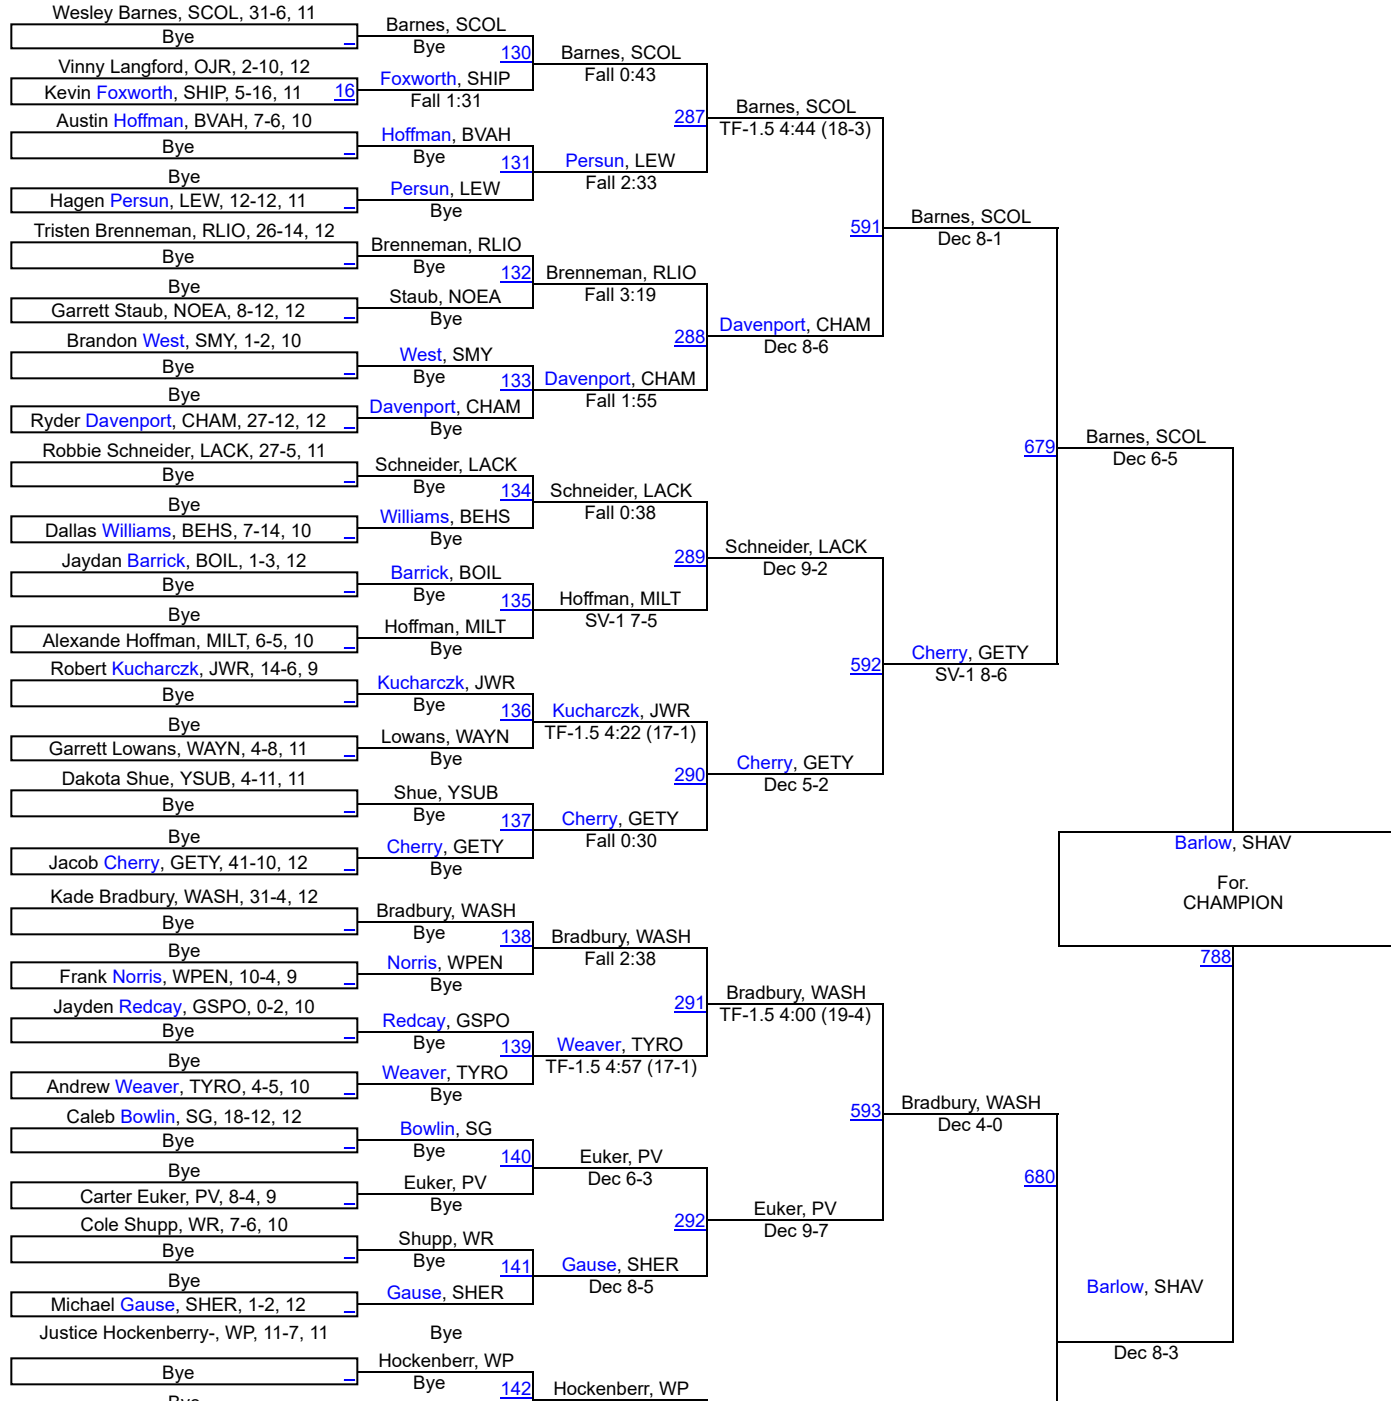 Wesley Barnes, SCOL, 31-6, 11
Bye
Vinny Langford, OJR, 2-10, 12
Kevin Foxworth, SHIP, 5-16, 11 16
Austin Hoffman, BVAH, 7-6, 10
Bye
Bye
Hagen Persun, LEW, 12-12, 11
Tristen Brenneman, RLIO, 26-14, 12
Bye
Bye
Garrett Staub, NOEA, 8-12, 12
Brandon West, SMY, 1-2, 10
Bye
Bye
Ryder Davenport, CHAM, 27-12, 12
Robbie Schneider, LACK, 27-5, 11
Bye
Bye
Dallas Williams, BEHS, 7-14, 10
Jaydan Barrick, BOIL, 1-3, 12
Bye
Bye
Alexande Hoffman, MILT, 6-5, 10
Robert Kucharczk, JWR, 14-6, 9
Bye
Bye
Garrett Lowans, WAYN, 4-8, 11
Dakota Shue, YSUB, 4-11, 11
Bye
Bye
Jacob Cherry, GETY, 41-10, 12
Kade Bradbury, WASH, 31-4, 12
Bye
Bye
Frank Norris, WPEN, 10-4, 9
Jayden Redcay, GSPO, 0-2, 10
Bye
Bye
Andrew Weaver, TYRO, 4-5, 10
Caleb Bowlin, SG, 18-12, 12
Bye
Bye
Carter Euker, PV, 8-4, 9
Cole Shupp, WR, 7-6, 10
Bye
Bye
Michael Gause, SHER, 1-2, 12
Justice Hockenberry-, WP, 11-7, 11
Bye
Bye
Barnes, SCOL
Bye
130
Foxworth, SHIP
Fall 1:31
Hoffman, BVAH
Bye
131
Persun, LEW
Bye
Brenneman, RLIO
Bye
132
Staub, NOEA
Bye
West, SMY
Bye
133
Davenport, CHAM
Bye
Schneider, LACK
Bye
134
Williams, BEHS
Bye
Barrick, BOIL
Bye
135
Hoffman, MILT
Bye
Kucharczk, JWR
Bye
136
Lowans, WAYN
Bye
Shue, YSUB
Bye
137
Cherry, GETY
Bye
Bradbury, WASH
Bye
138
Norris, WPEN
Bye
Redcay, GSPO
Bye
139
Weaver, TYRO
Bye
Bowlin, SG
Bye
140
Euker, PV
Bye
Shupp, WR
Bye
141
Gause, SHER
Bye
Hockenberr, WP
Bye
142
Barnes, SCOL
Fall 0:43
287
Persun, LEW
Fall 2:33
Brenneman, RLIO
Fall 3:19
288
Davenport, CHAM
Fall 1:55
Schneider, LACK
Fall 0:38
289
Hoffman, MILT
SV-1 7-5
Kucharczk, JWR
TF-1.5 4:22 (17-1)
290
Cherry, GETY
Fall 0:30
Bradbury, WASH
Fall 2:38
291
Weaver, TYRO
TF-1.5 4:57 (17-1)
Euker, PV
Dec 6-3
292
Gause, SHER
Dec 8-5
Hockenberr, WP
Barnes, SCOL
TF-1.5 4:44 (18-3)
591
Davenport, CHAM
Dec 8-6
Schneider, LACK
Dec 9-2
592
Cherry, GETY
Dec 5-2
Bradbury, WASH
TF-1.5 4:00 (19-4)
593
Euker, PV
Dec 9-7
Barnes, SCOL
Dec 8-1
679
Cherry, GETY
SV-1 8-6
Bradbury, WASH
Dec 4-0
680
Barnes, SCOL
Dec 6-5
Barlow, SHAV
For.
CHAMPION
788
Barlow, SHAV
Dec 8-3